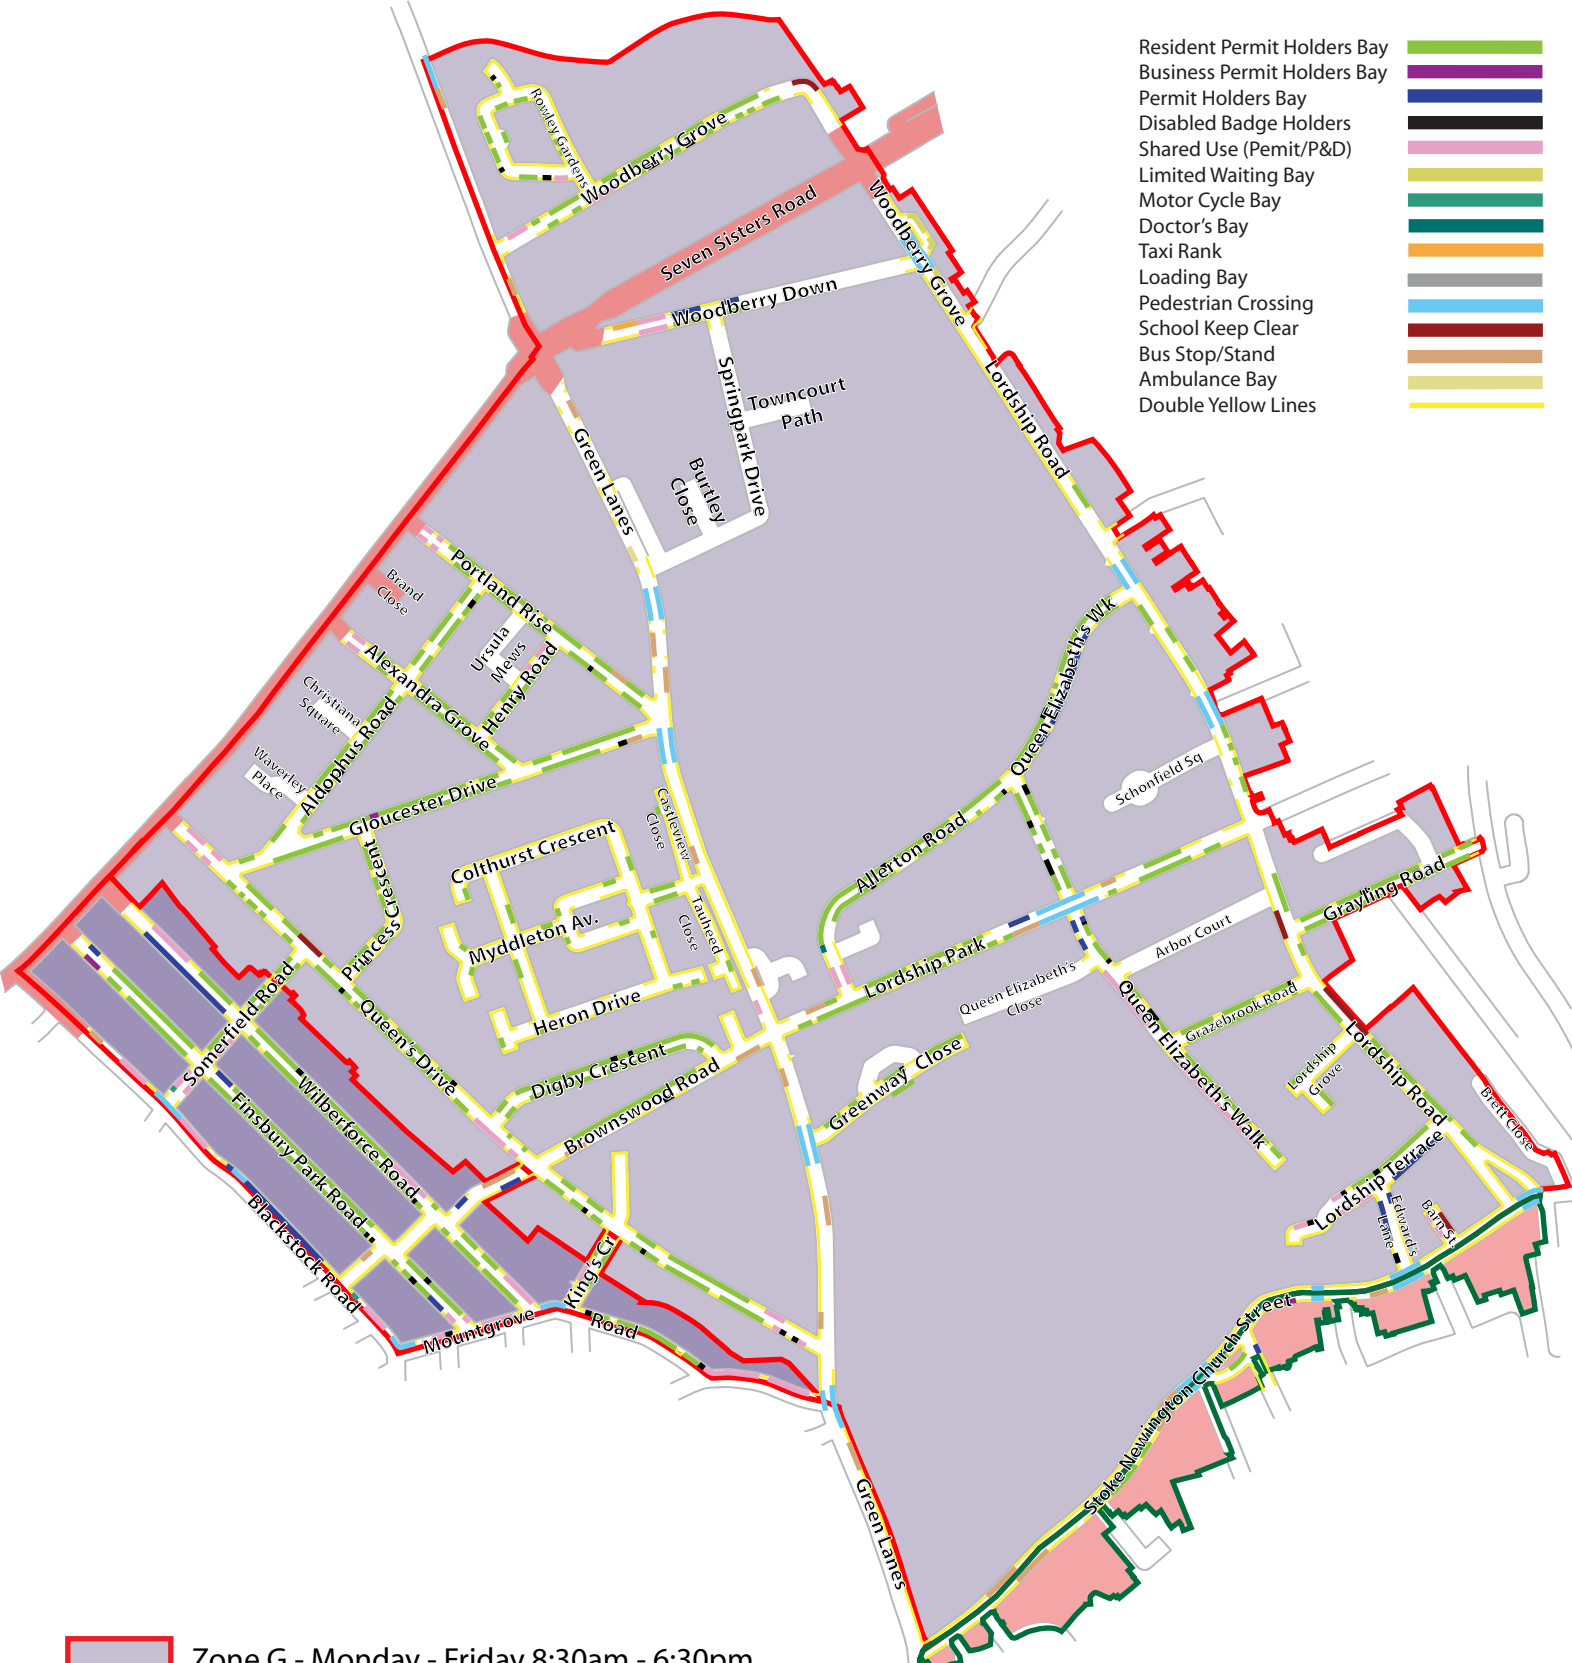 Resident Permit Holders Bay
Business Permit Holders Bay
Permit Holders Bay
Disabled Badge Holders
Shared Use (Pemit/P&D)
Limited Waiting Bay
Motor Cycle Bay
Doctor's Bay
Taxi Rank
Loading Bay
Pedestrian Crossing
School Keep Clear
Bus Stop/Stand
Ambulance Bay
Double Yellow Lines
Rowley Gardens
Woodberry Grove
Seven Sisters Road
Woodberry Grove
Woodberry Down
Springpark Drive
Towncourt
Path
Burtley
Close
Green Lanes
Lordship Road
Portland Rise
Brand
Close
Ursula
Mews
Henry Road
Alexandra Grove
Christiana
Square
Aldophus Road
Waverley
Place
Gloucester Drive
Queen Elizabeth's Wk
Schonfield Sq
Castleview
Close
Colthurst Crescent
Princess Crescent
Myddleton Av.
Tauheed
Close
Allerton Road
Grayling Road
Arbor Court
Lordship Park
Queen Elizabeth's
Close
Heron Drive
Somerfield Road
Queen's Drive
Digby Crescent
Brownswood Road
Greenway Close
Queen Elizabeth's Walk
Grazebrook Road
Lordship
Grove
Lordship Road
Brett Close
Wilberforce Road
Finsbury Park Road
Blackstock Road
Lordship Terrace
Edward's
Lane
Barn St.
King's Cr
Mountgrove
Road
Stoke Newington Church Street
Green Lanes
Zone G - Monday - Friday 8:30am - 6:30pm